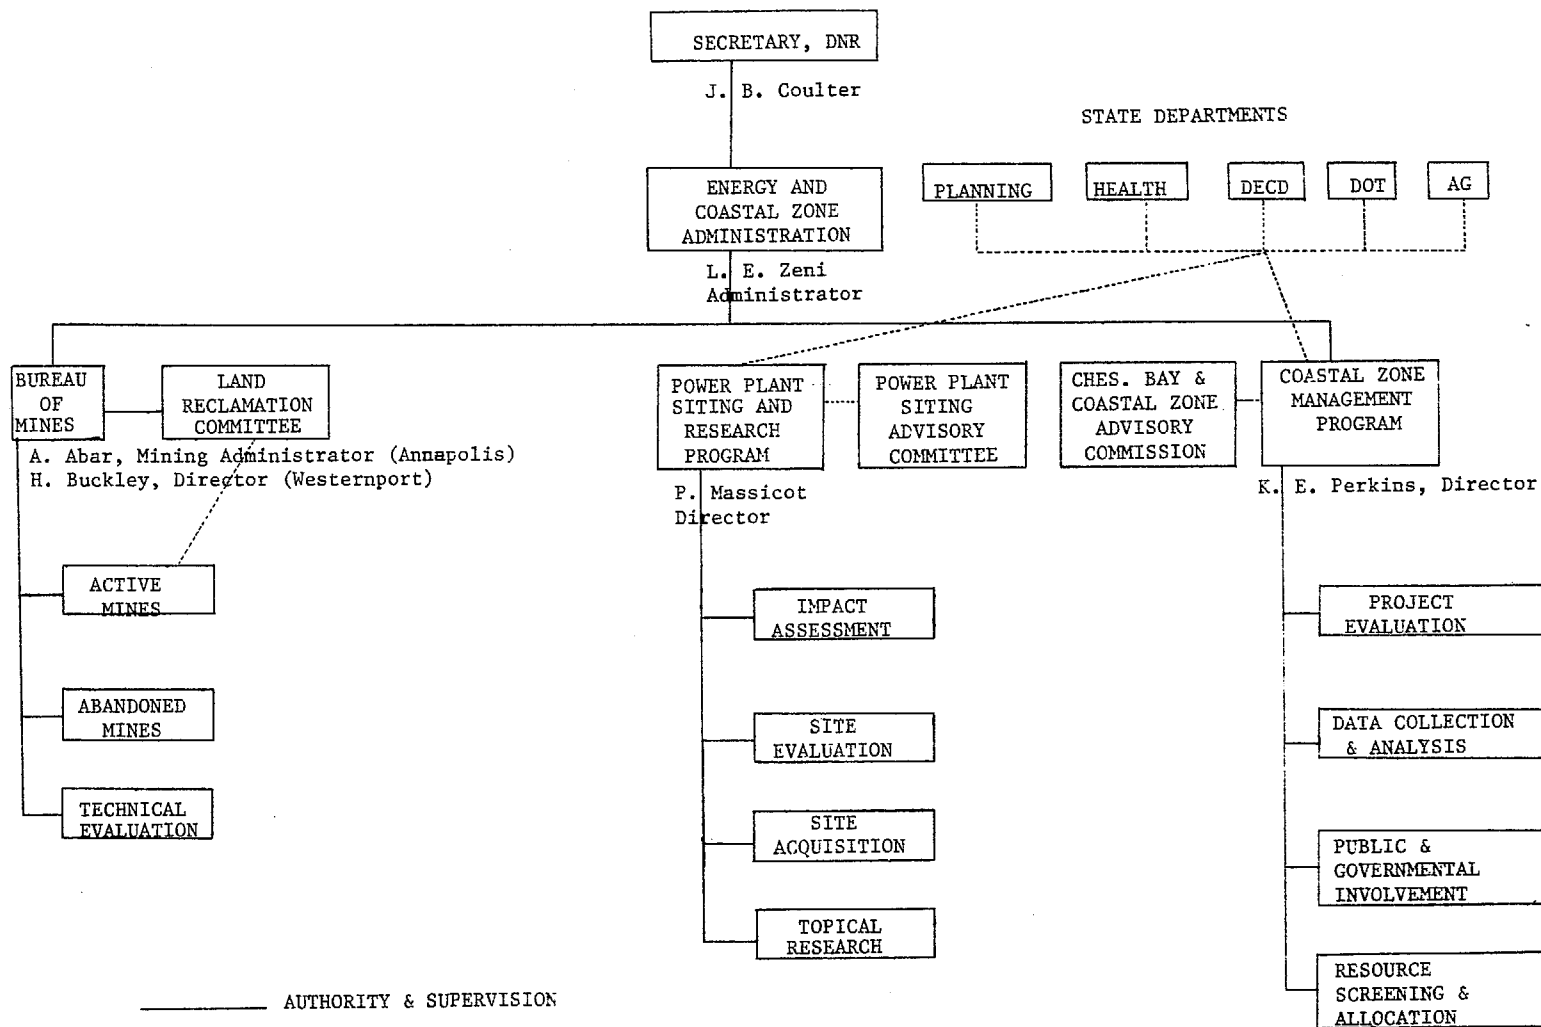 SECRETARY, DNR
J. B. Coulter
STATE DEPARTMENTS
ENERGY AND
COASTAL ZONE
ADMINISTRATION
PLANNING
HEALTH
DECD
DOT
AG
L. E. Zeni
Administrator
BUREAU
OF
MINES
LAND
RECLAMATION
COMMITTEE
POWER PLANT
SITING AND
RESEARCH
PROGRAM
POWER PLANT
SITING
ADVISORY
COMMITTEE
CHES. BAY &
COASTAL ZONE
ADVISORY
COMMISSION
COASTAL ZONE
MANAGEMENT
PROGRAM
A. Abar, Mining Administrator (Annapolis)
H. Buckley, Director (Westernport)
P. Massicot
Director
K. E. Perkins, Director
ACTIVE
MINES
ABANDONED
MINES
TECHNICAL
EVALUATION
IMPACT
ASSESSMENT
SITE
EVALUATION
SITE
ACQUISITION
TOPICAL
RESEARCH
PROJECT
EVALUATION
DATA COLLECTION
& ANALYSIS
PUBLIC &
GOVERNMENTAL
INVOLVEMENT
RESOURCE
SCREENING &
ALLOCATION
AUTHORITY & SUPERVISION